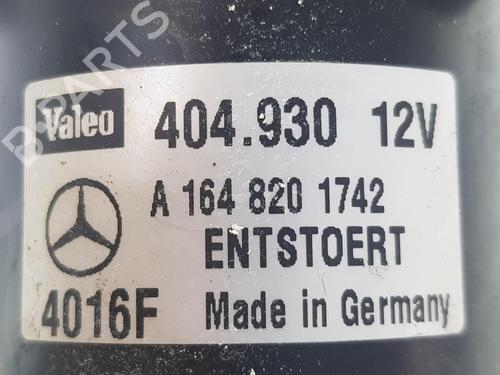 Valeo 404.930 12V
A 164 820 1742
ENTSTOERT
4016F Made in Germany
B-PARTS